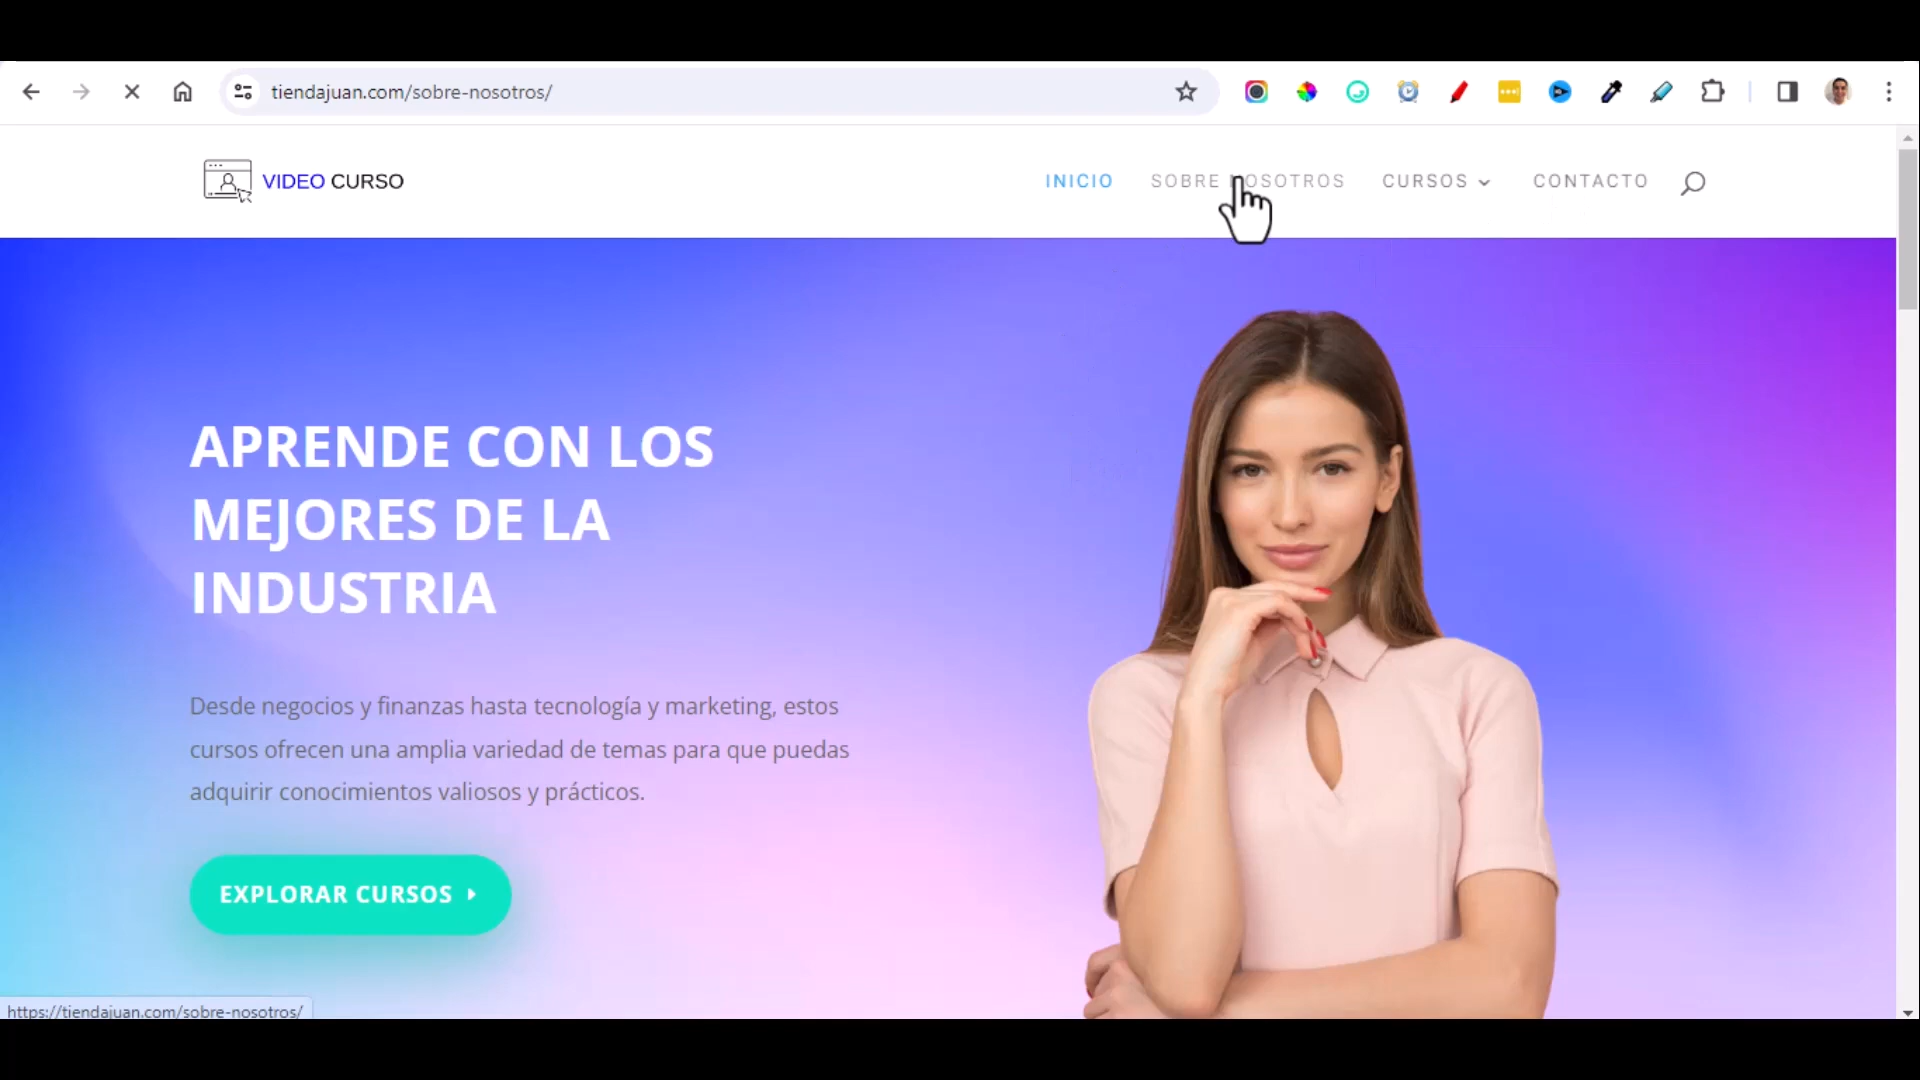 tiendajuan.com/sobre-nosotros/
VIDEO CURSO
INICIO
SOBRE NOSOTROS
CURSOS
CONTACTO
APRENDE CON LOS
MEJORES DE LA
INDUSTRIA
Desde negocios y finanzas hasta tecnología y marketing, estos
cursos ofrecen una amplia variedad de temas para que puedas
adquirir conocimientos valiosos y prácticos.
EXPLORAR CURSOS
https://tiendajuan.com/sobre-nosotros/